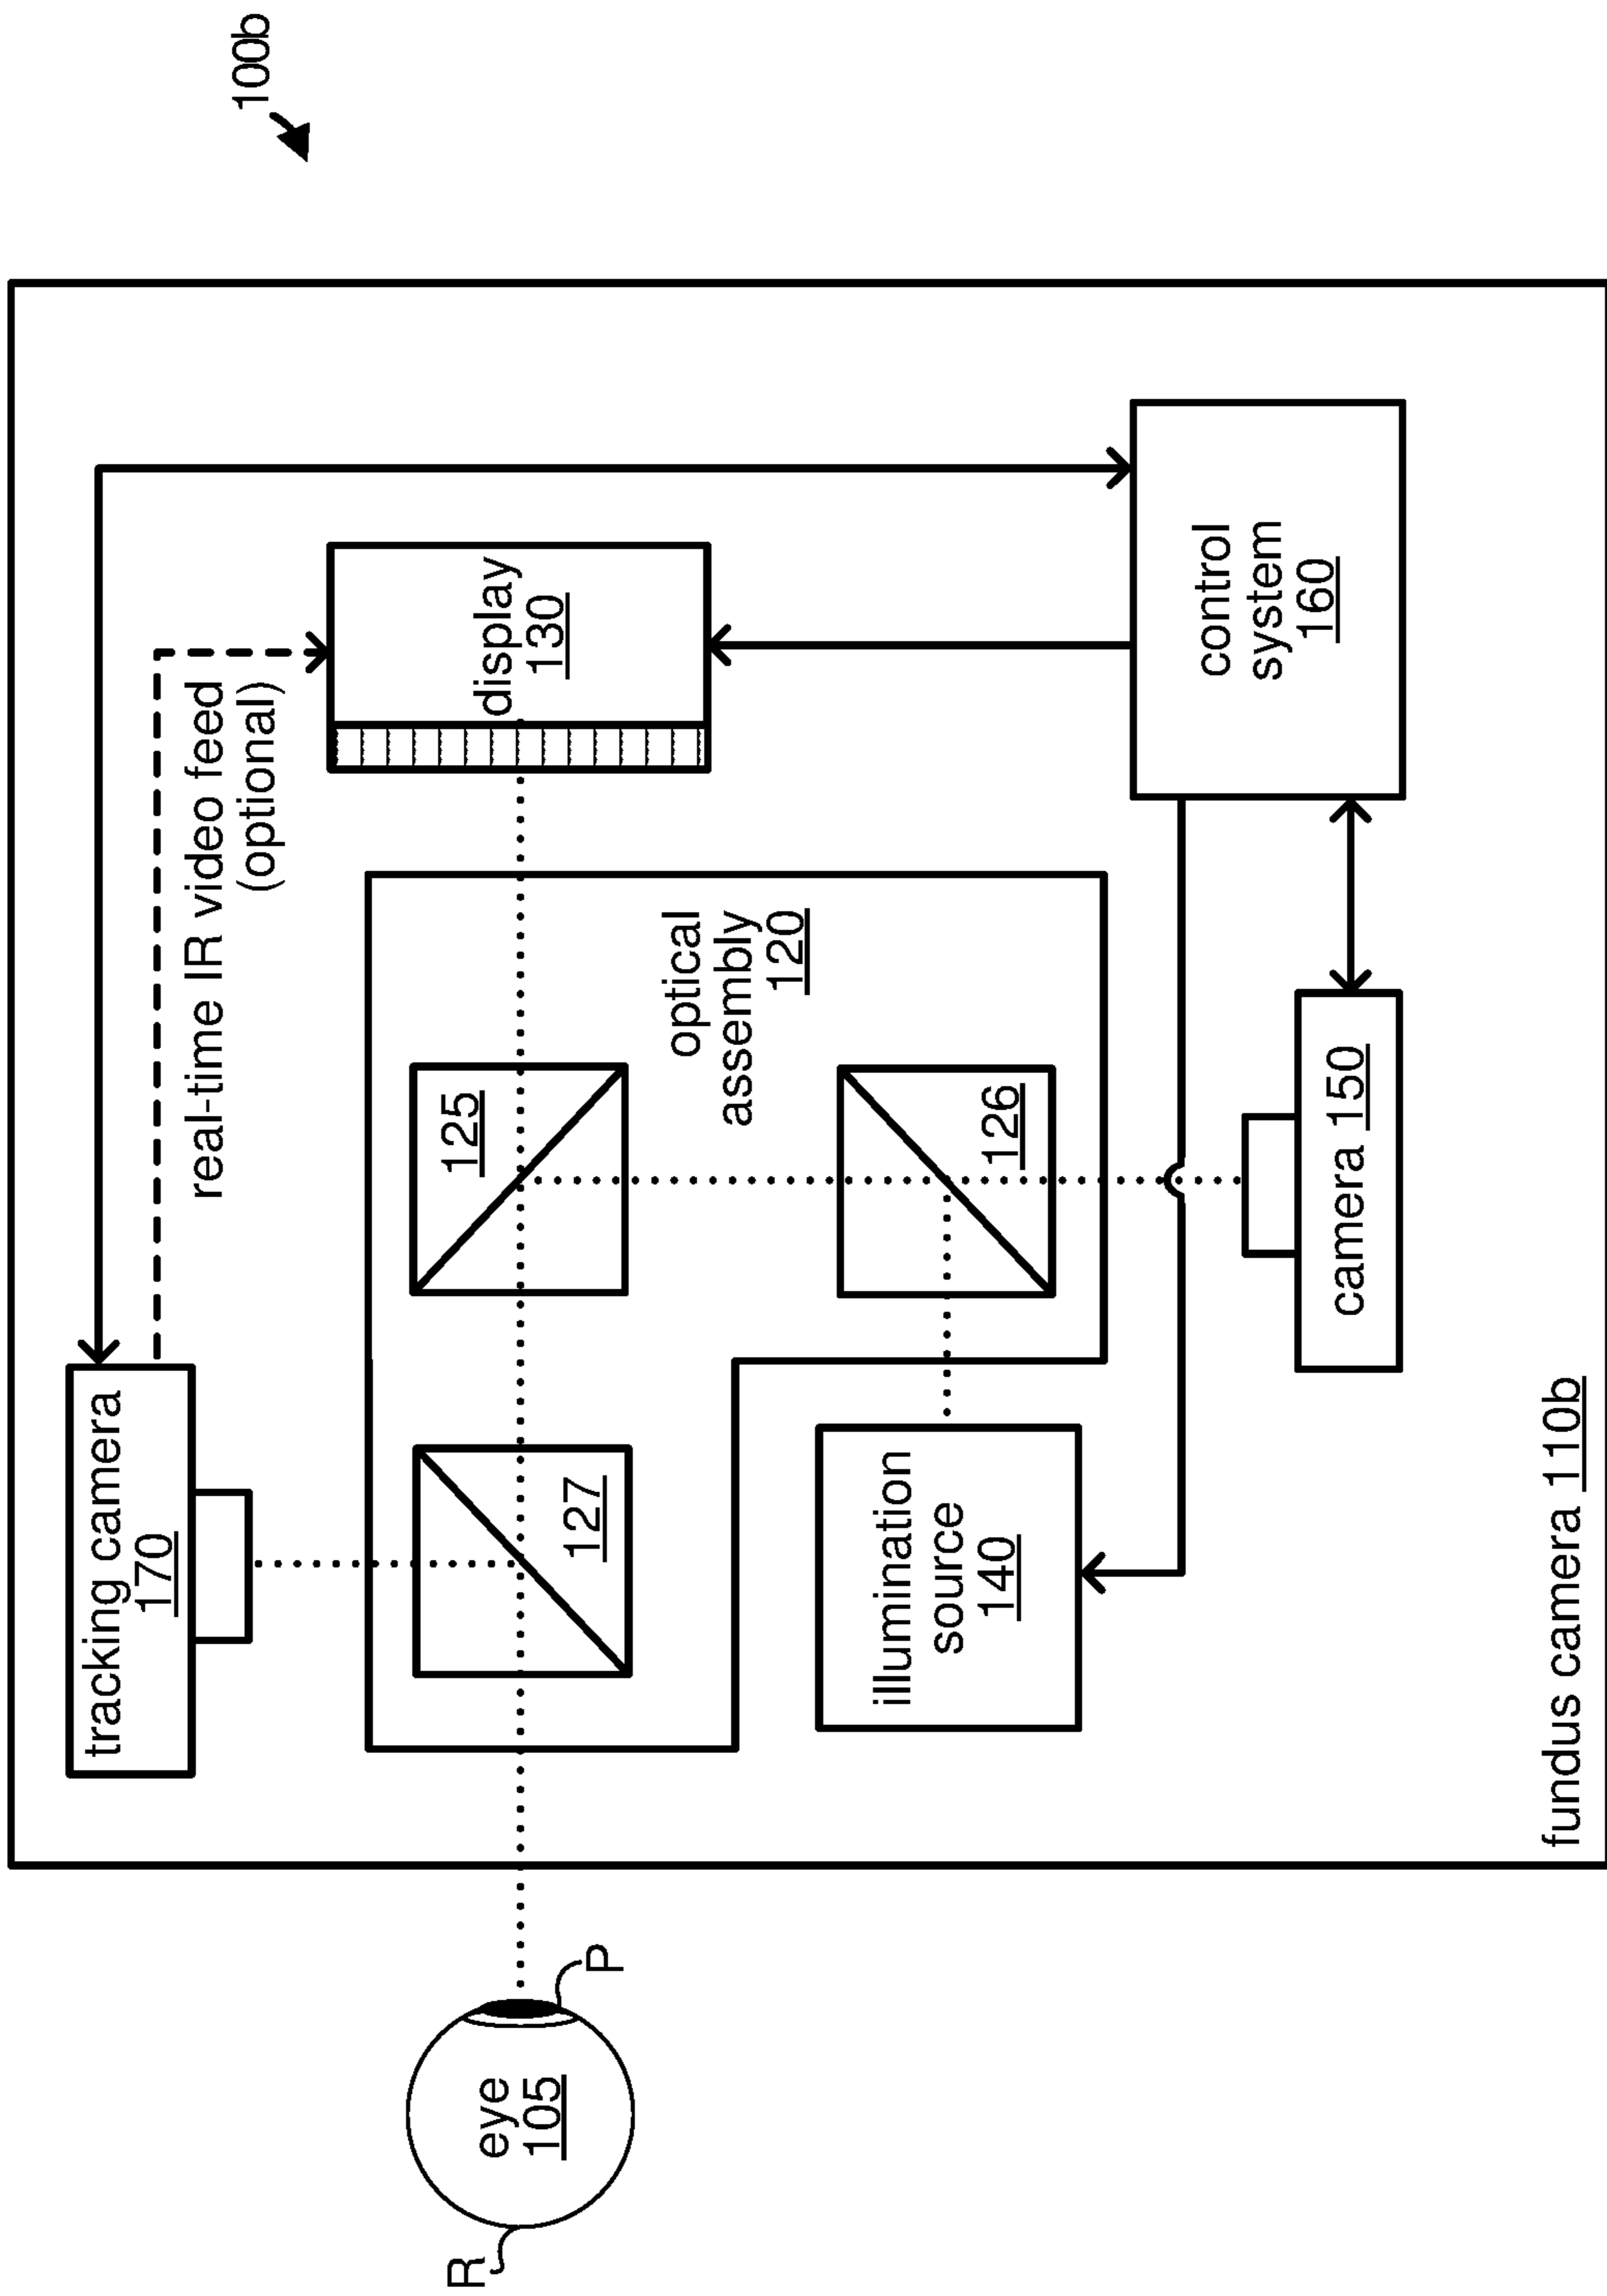 100b
tracking camera
170
real-time IR video feed
(optional)
display
130
125
127
optical
assembly
120
126
eye
105
P
R
illumination
source
140
control
system
160
camera 150
fundus camera 110b